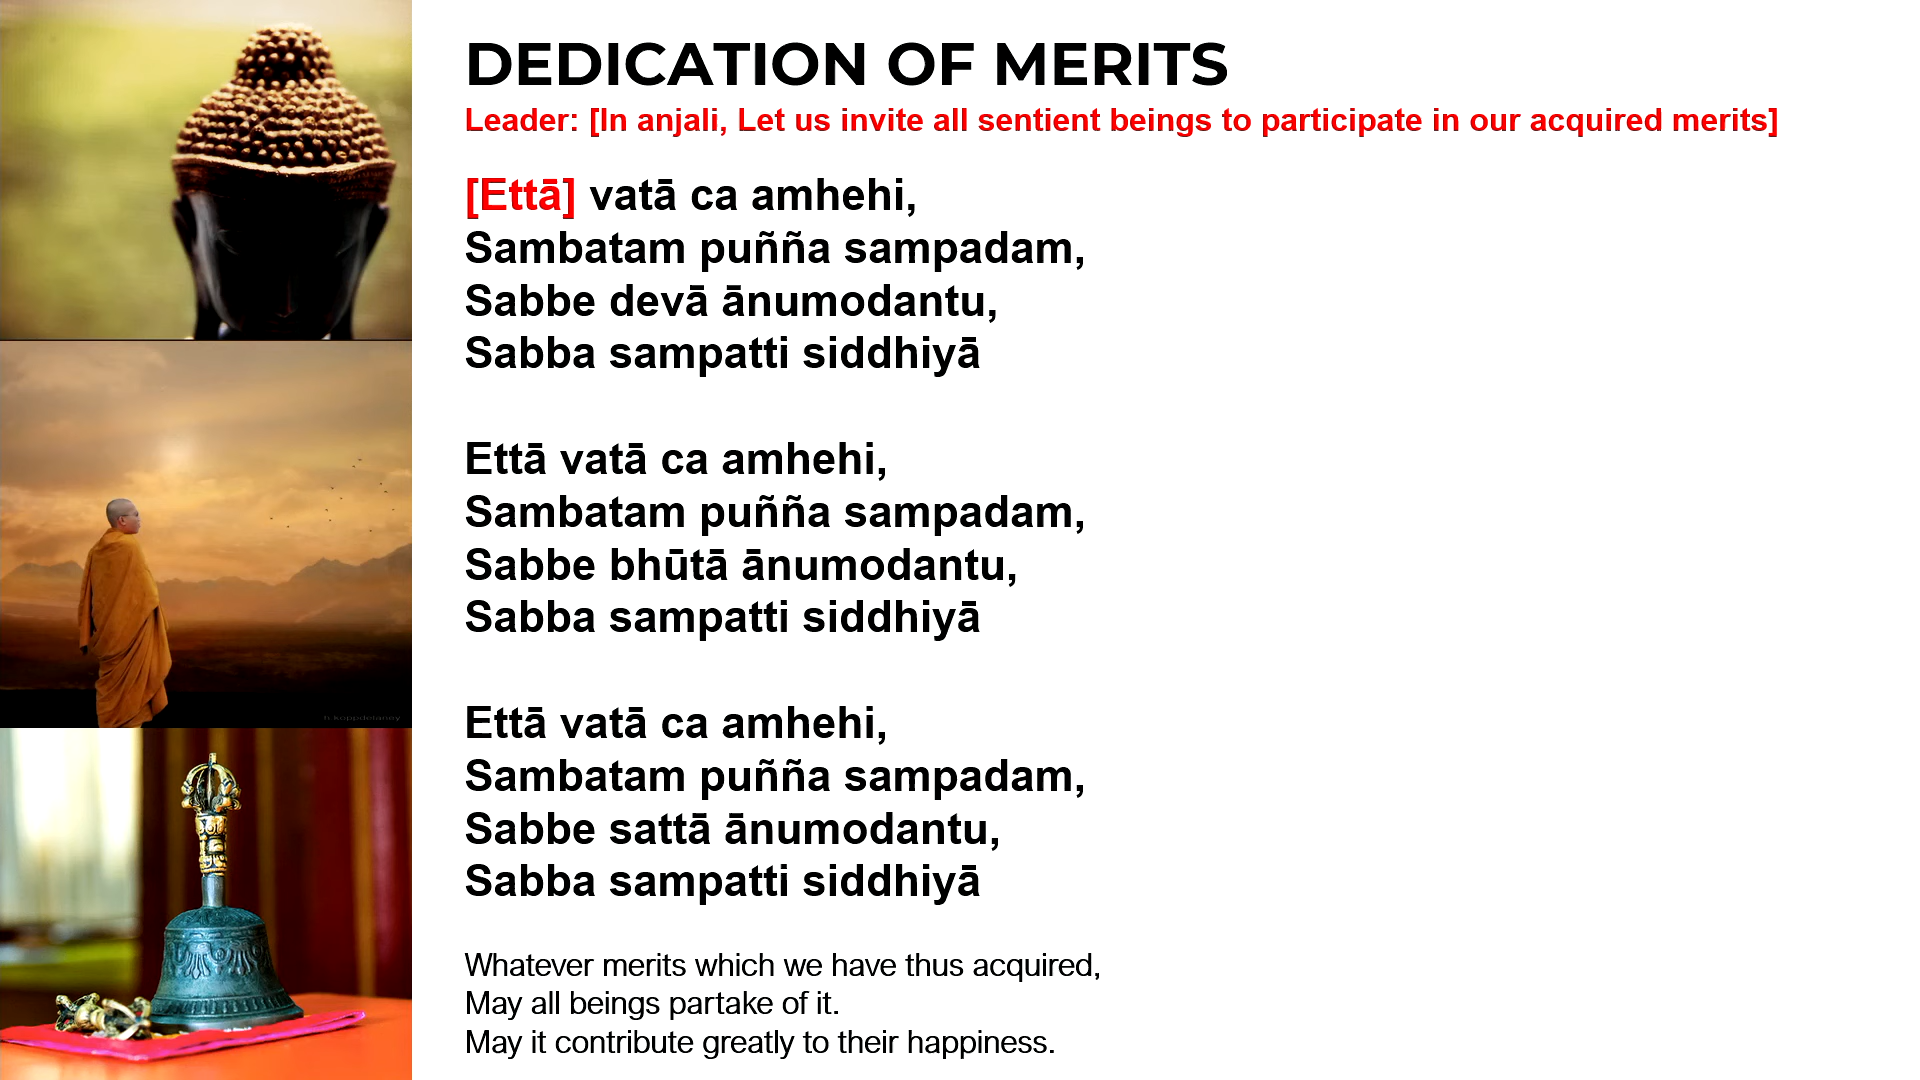 DEDICATION OF MERITS
Leader: [In anjali, Let us invite all sentient beings to participate in our acquired merits]
[Ettā] vatā ca amhehi,
Sambatam puñña sampadam,
Sabbe devā ānumodantu,
Sabba sampatti siddhiyā
Ettā vatā ca amhehi,
Sambatam puñña sampadam,
Sabbe bhūtā ānumodantu,
Sabba sampatti siddhiyā
Ettā vatā ca amhehi,
Sambatam puñña sampadam,
Sabbe sattā ānumodantu,
Sabba sampatti siddhiyā
Whatever merits which we have thus acquired,
May all beings partake of it.
May it contribute greatly to their happiness.
h.koppdelaney